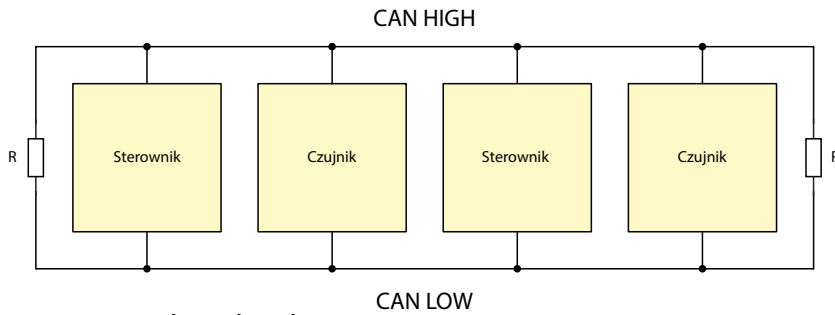 CAN HIGH
R
Sterownik
Czujnik
Sterownik
Czujnik
CAN LOW